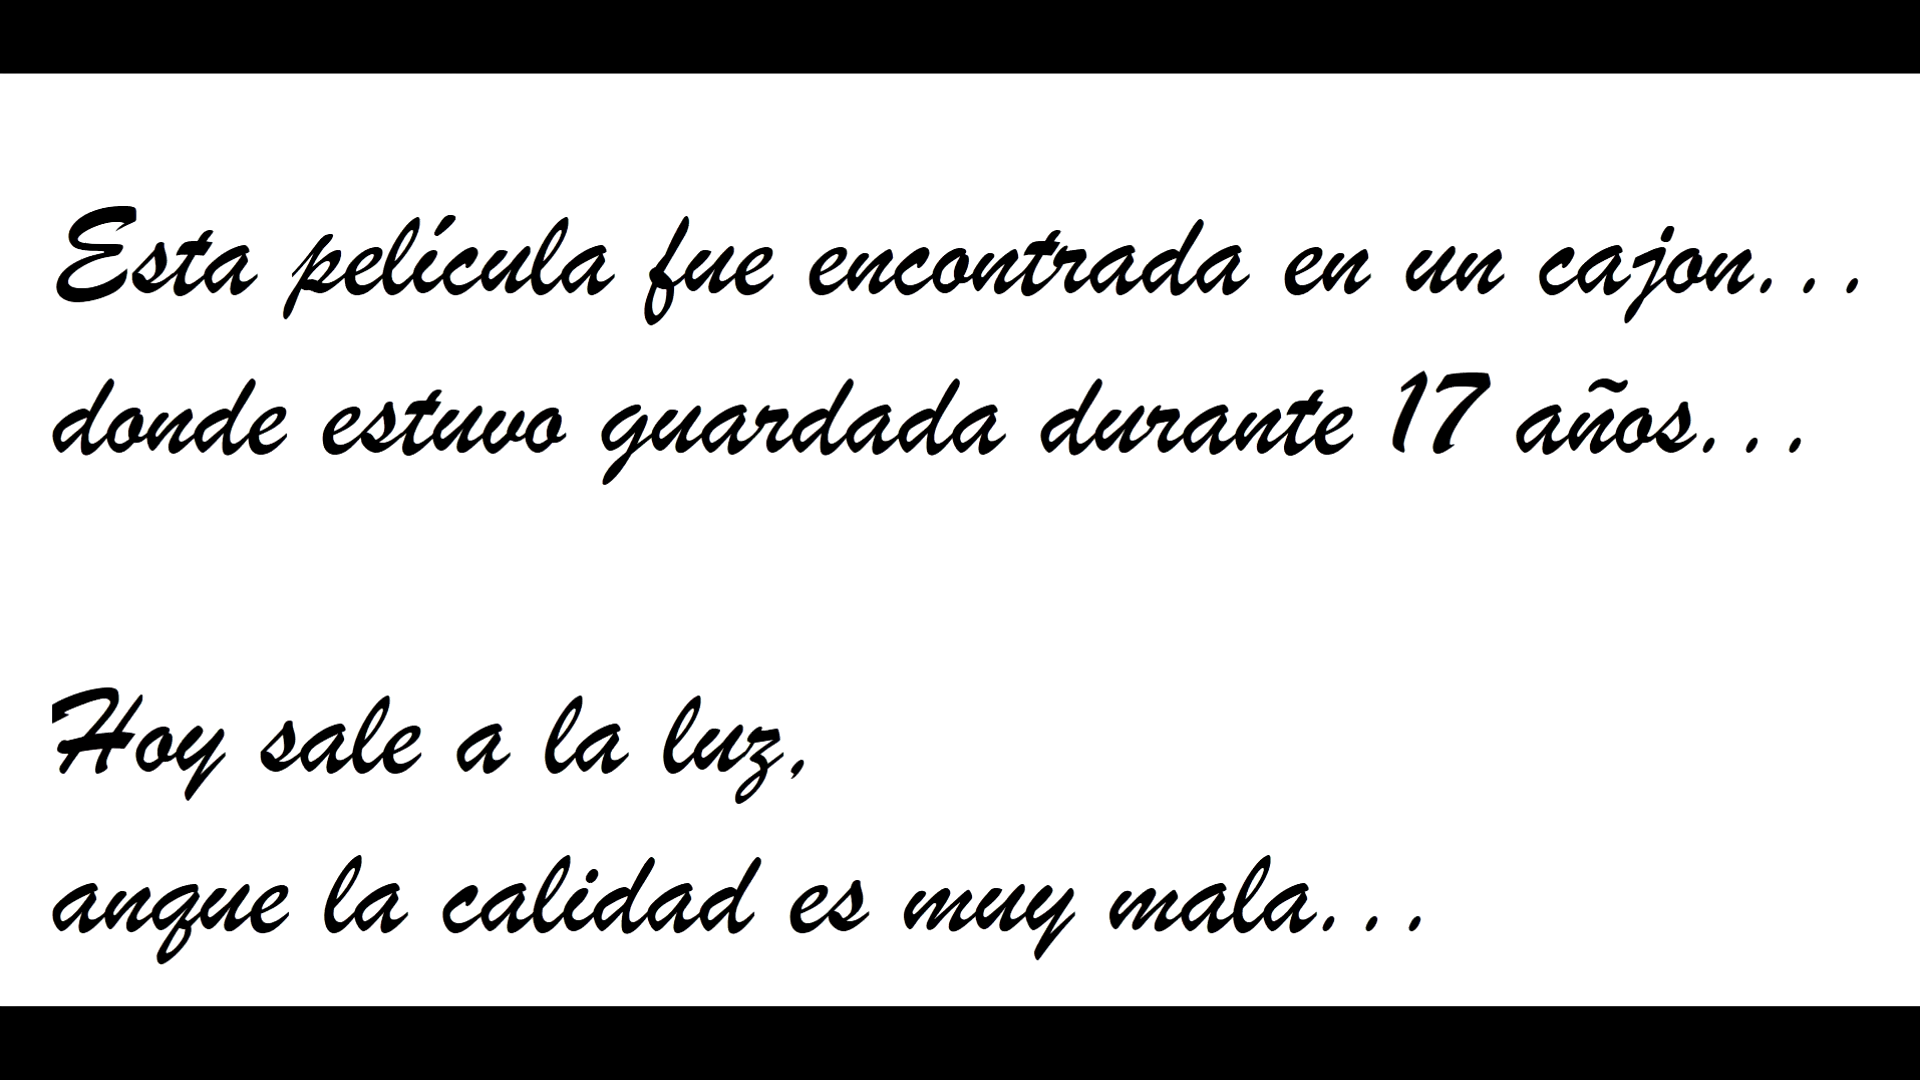 Esta película fue encontrada en un cajon...
donde estuvo guardada durante 17 años...
Hoy sale a la luz,
anque la calidad es muy mala...